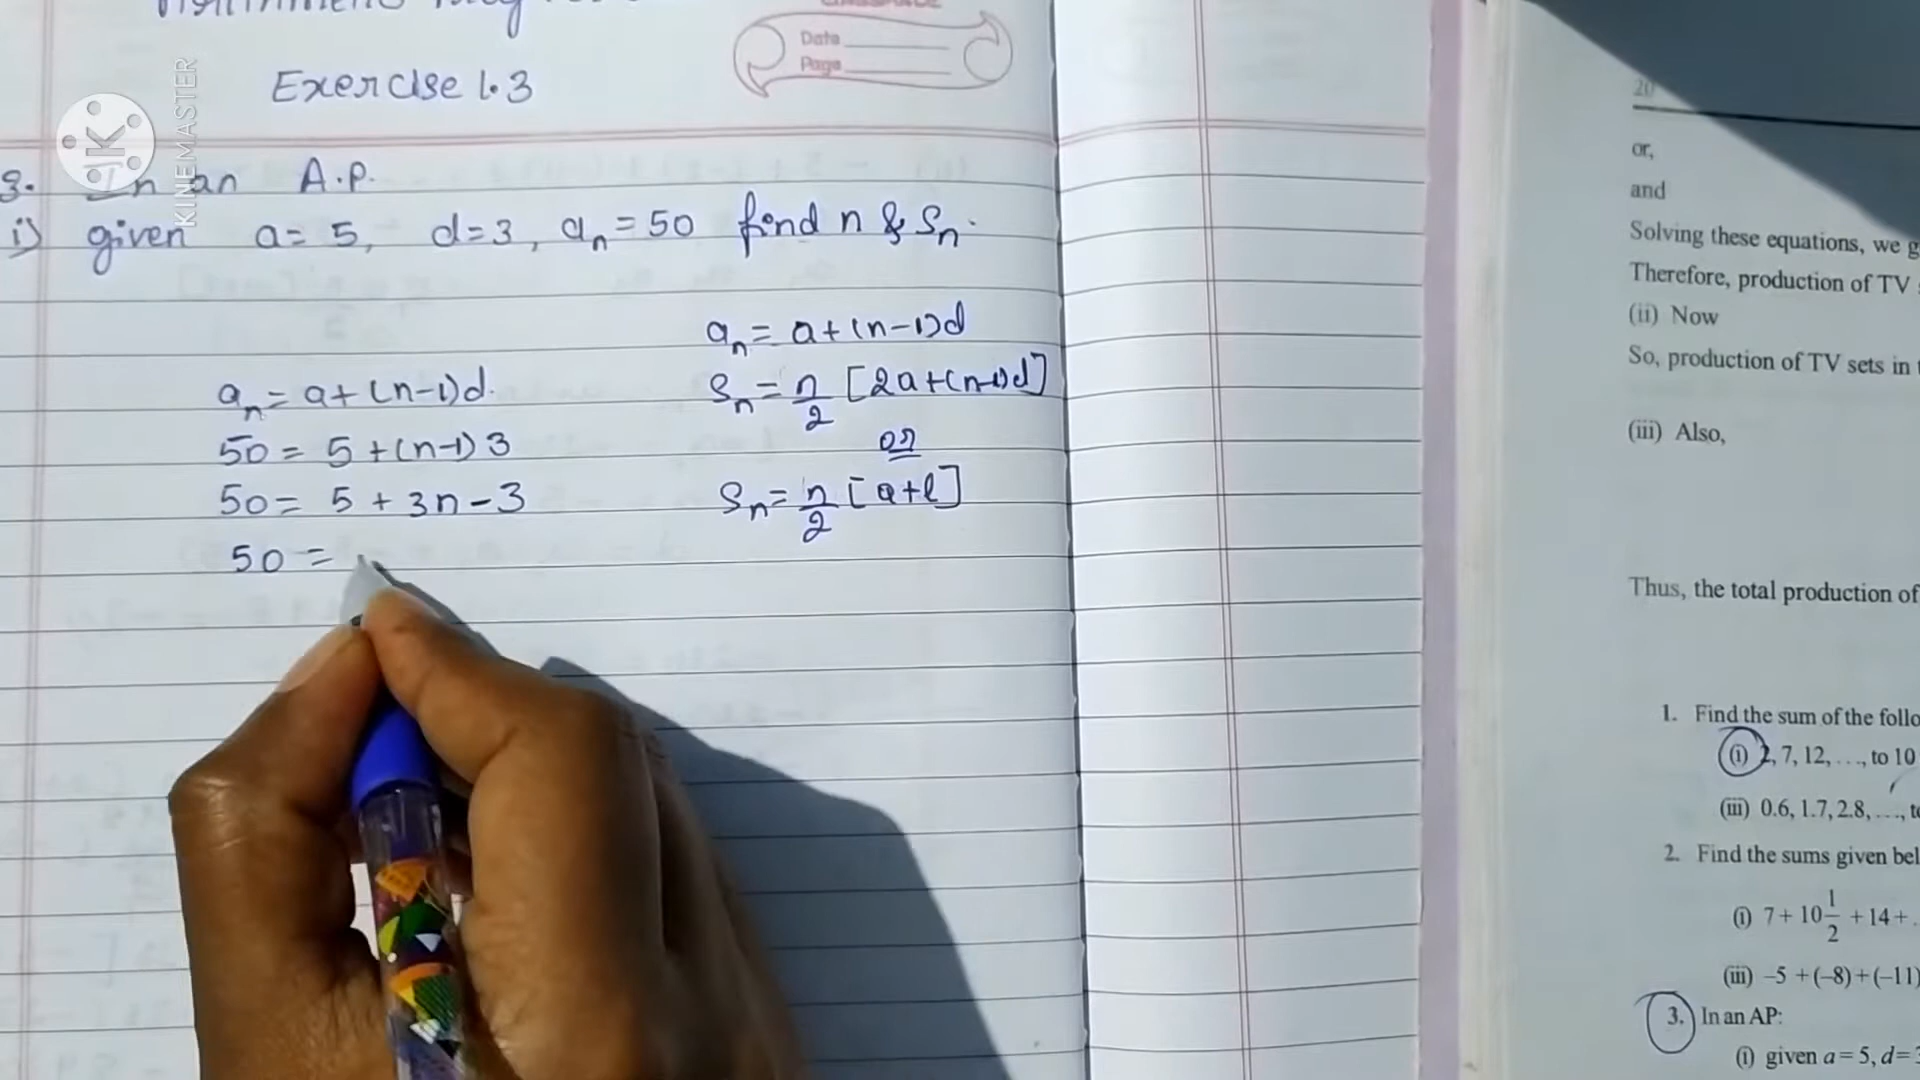 CLASSMATE
Date
Page
Exercise 1.3
KINEMASTER
3. In an A.P.
i) given a = 5, d = 3, aₙ = 50 find n & Sₙ.
aₙ = a + (n-1)d
Sₙ = n/2 [2a + (n-1)d]
or
Sₙ = n/2 [a + l]
aₙ = a + (n-1)d.
50 = 5 + (n-1) 3
50 = 5 + 3n - 3
50 =
20
or,
and
Solving these equations, we g
Therefore, production of TV
(ii) Now
So, production of TV sets in
(iii) Also,
Thus, the total production of
1. Find the sum of the follo
(i) 2, 7, 12, . . ., to 10
(iii) 0.6, 1.7, 2.8, . . ., to
2. Find the sums given bel
(i) 7 + 10 1/2 + 14 + .
(iii) –5 + (–8) + (–11)
3. In an AP:
(i) given a = 5, d = 3